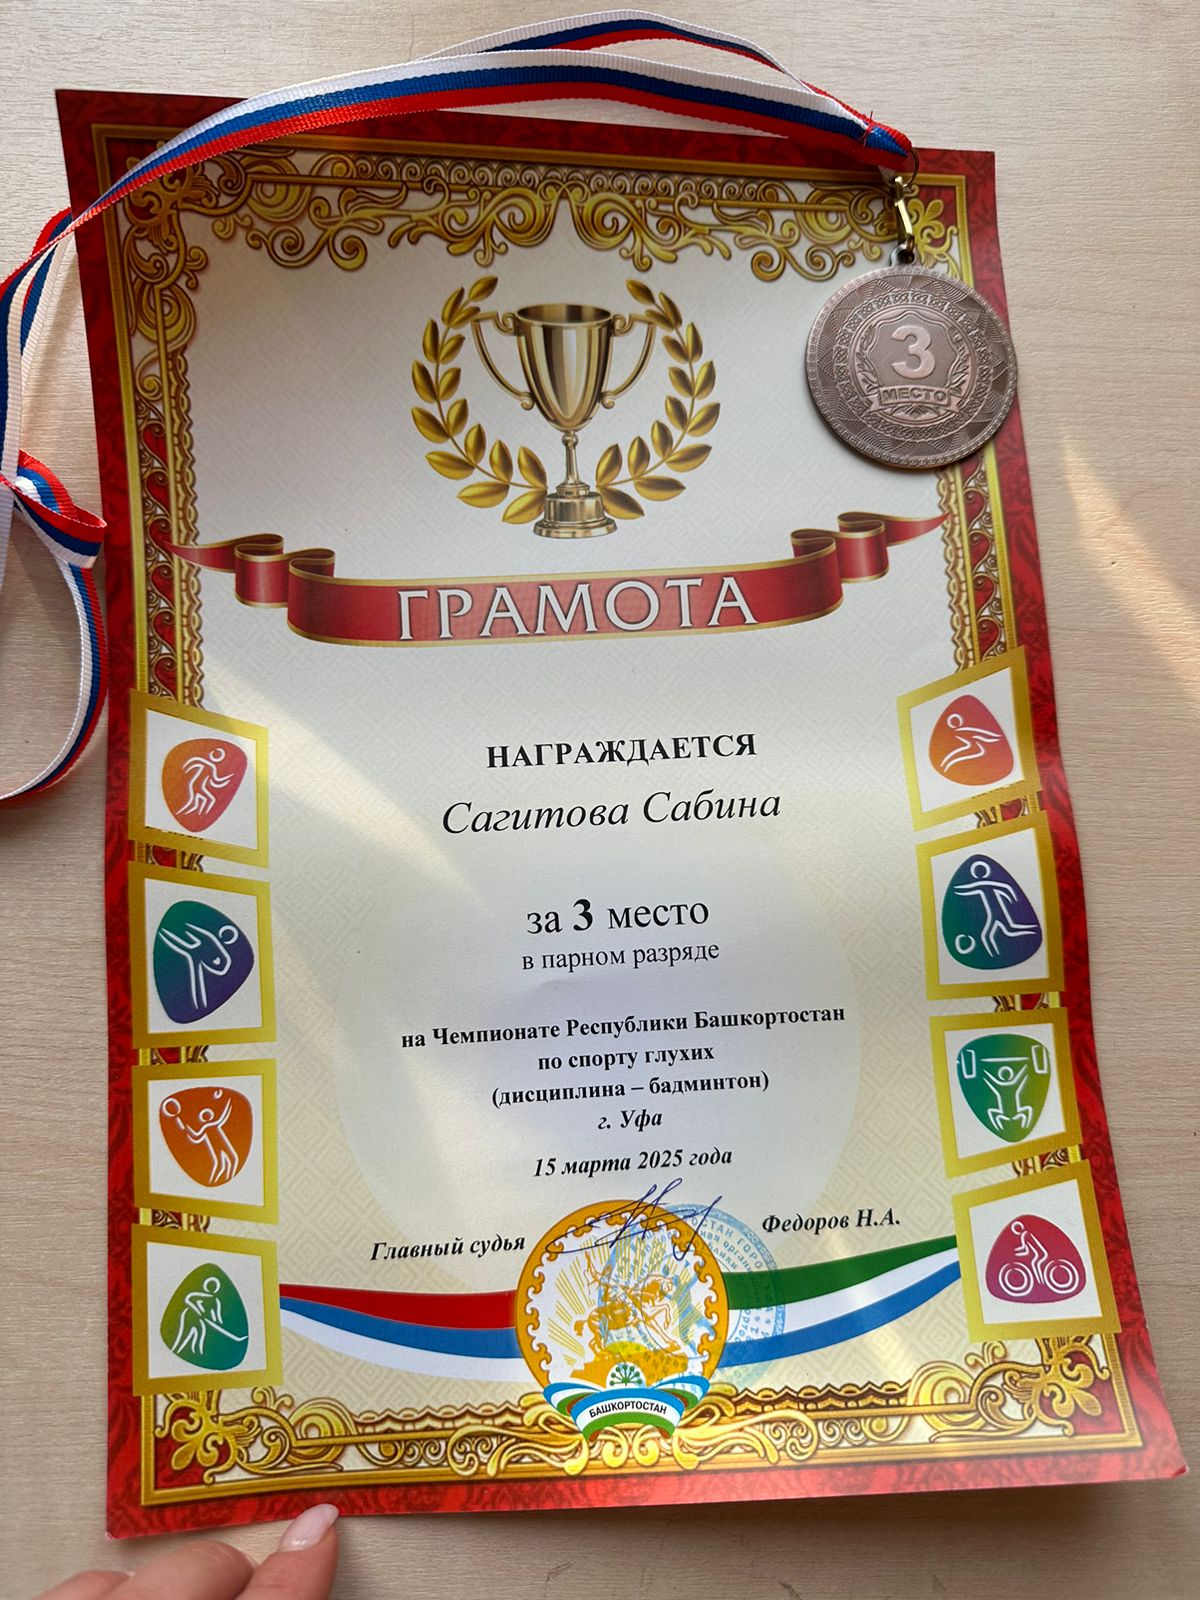 3
МЕСТО
ГРАМОТА
НАГРАЖДАЕТСЯ
Сагитова Сабина
за 3 место
в парном разряде
на Чемпионате Республики Башкортостан
по спорту глухих
(дисциплина – бадминтон)
г. Уфа
15 марта 2025 года
Главный судья
Федоров Н.А.
БАШКОРТОСТАН